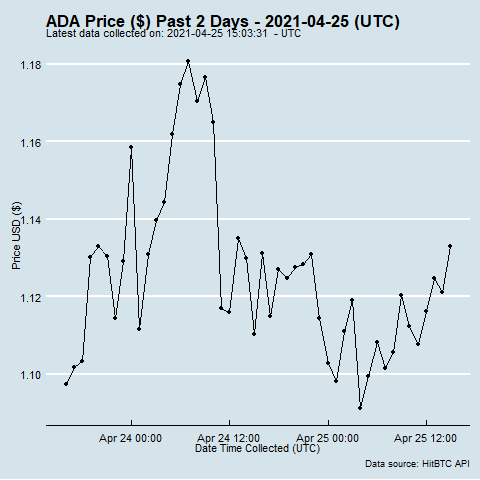 ADA Price ($) Past 2 Days - 2021-04-25 (UTC)
Latest data collected on: 2021-04-25 15:03:31 - UTC
1.18
1.16
1.14
1.12
1.10
Price USD ($)
Apr 24 00:00 Apr 24 12:00 Apr 25 00:00 Apr 25 12:00
Date Time Collected (UTC)
Data source: HitBTC API